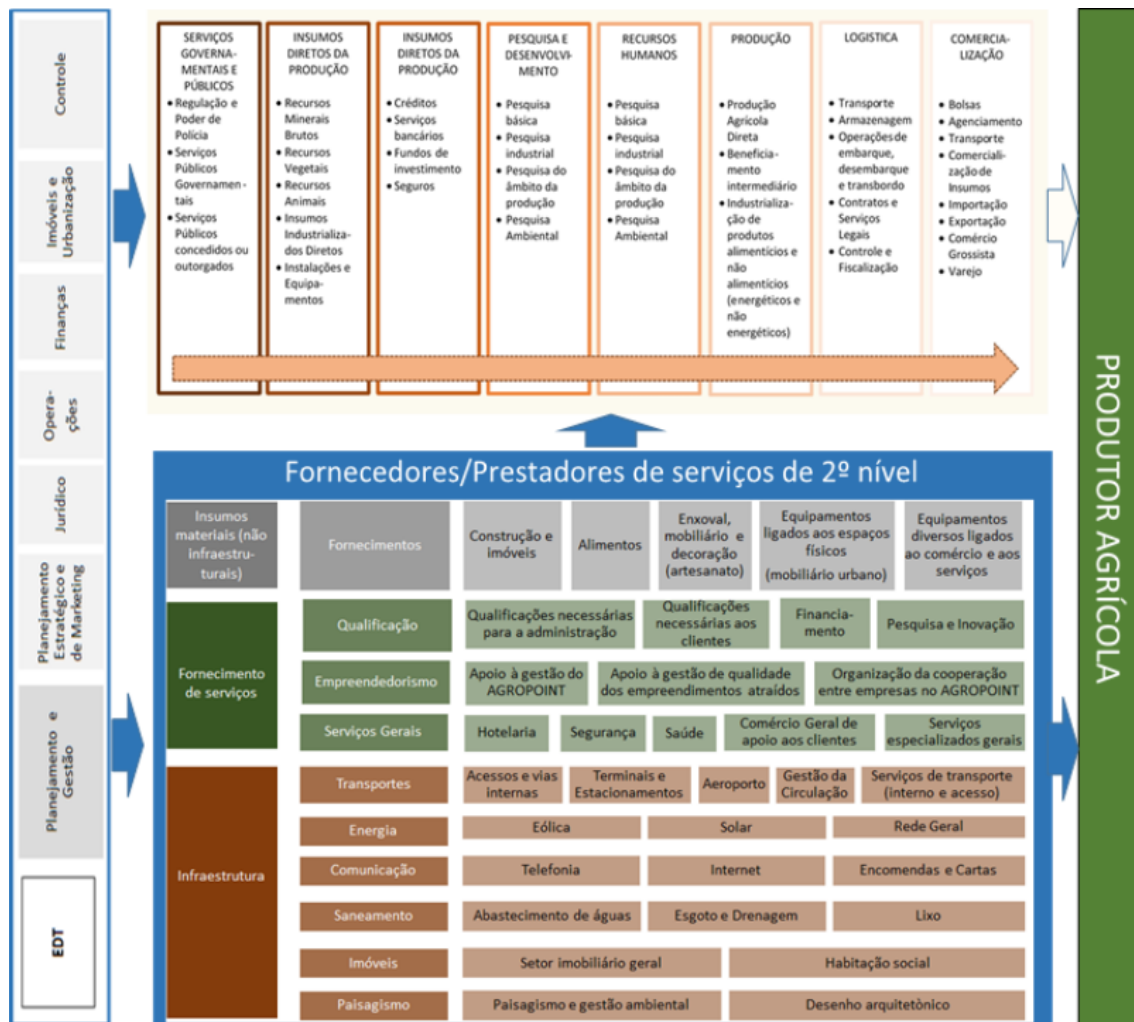 Controle
Imóveis e
Urbanização
Finanças
Opera-
ções
Jurídico
Planejamento
Estratégico e
de Marketing
Planejamento e
Gestão
EDT
SERVIÇOS
GOVERNA-
MENTAIS E
PÚBLICOS
• Regulação e
Poder de
Polícia
• Serviços
Públicos
Governamen-
tais
• Serviços
Públicos
concedidos ou
outorgados
INSUMOS
DIRETOS DA
PRODUÇÃO
• Recursos
Minerais
Brutos
• Recursos
Vegetais
• Recursos
Animais
• Insumos
Industrializa-
dos Diretos
• Instalações e
Equipa-
mentos
INSUMOS
DIRETOS DA
PRODUÇÃO
• Créditos
• Serviços
bancários
• Fundos de
investimento
• Seguros
PESQUISA E
DESENVOLVI-
MENTO
• Pesquisa
básica
• Pesquisa
industrial
• Pesquisa do
âmbito da
produção
• Pesquisa
Ambiental
RECURSOS
HUMANOS
• Pesquisa
básica
• Pesquisa
industrial
• Pesquisa do
âmbito da
produção
• Pesquisa
Ambiental
PRODUÇÃO
• Produção
Agrícola
Direta
• Beneficia-
mento
intermediário
• Industrializa-
ção de
produtos
alimentícios e
não
alimentícios
(energéticos e
não
energéticos)
LOGISTICA
• Transporte
• Armazenagem
• Operações de
embarque,
desembarque
e transbordo
• Contratos e
Serviços
Legais
• Controle e
Fiscalização
COMERCIA-
LIZAÇÃO
• Bolsas
• Agenciamento
• Transporte
• Comerciali-
zação de
Insumos
• Importação
• Exportação
• Comércio
Grossista
• Varejo
Fornecedores/Prestadores de serviços de 2º nível
Insumos
materiais (não
infraestru-
turais)
Fornecimentos
Construção e
imóveis
Alimentos
Enxoval,
mobiliário e
decoração
(artesanato)
Equipamentos
ligados aos espaços
físicos
(mobiliário urbano)
Equipamentos
diversos ligados
ao comércio e aos
serviços
Fornecimento
de serviços
Qualificação
Qualificações necessárias
para a administração
Qualificações
necessárias aos
clientes
Financia-
mento
Pesquisa e Inovação
Empreendedorismo
Apoio à gestão do
AGROPOINT
Apoio à gestão de qualidade
dos empreendimentos atraídos
Organização da cooperação
entre empresas no AGROPOINT
Serviços Gerais
Hotelaria
Segurança
Saúde
Comércio Geral de
apoio aos clientes
Serviços
especializados gerais
Infraestrutura
Transportes
Acessos e vias
internas
Terminais e
Estacionamentos
Aeroporto
Gestão da
Circulação
Serviços de transporte
(interno e acesso)
Energia
Eólica
Solar
Rede Geral
Comunicação
Telefonia
Internet
Encomendas e Cartas
Saneamento
Abastecimento de águas
Esgoto e Drenagem
Lixo
Imóveis
Setor imobiliário geral
Habitação social
Paisagismo
Paisagismo e gestão ambiental
Desenho arquitetònico
PRODUTOR AGRÍCOLA